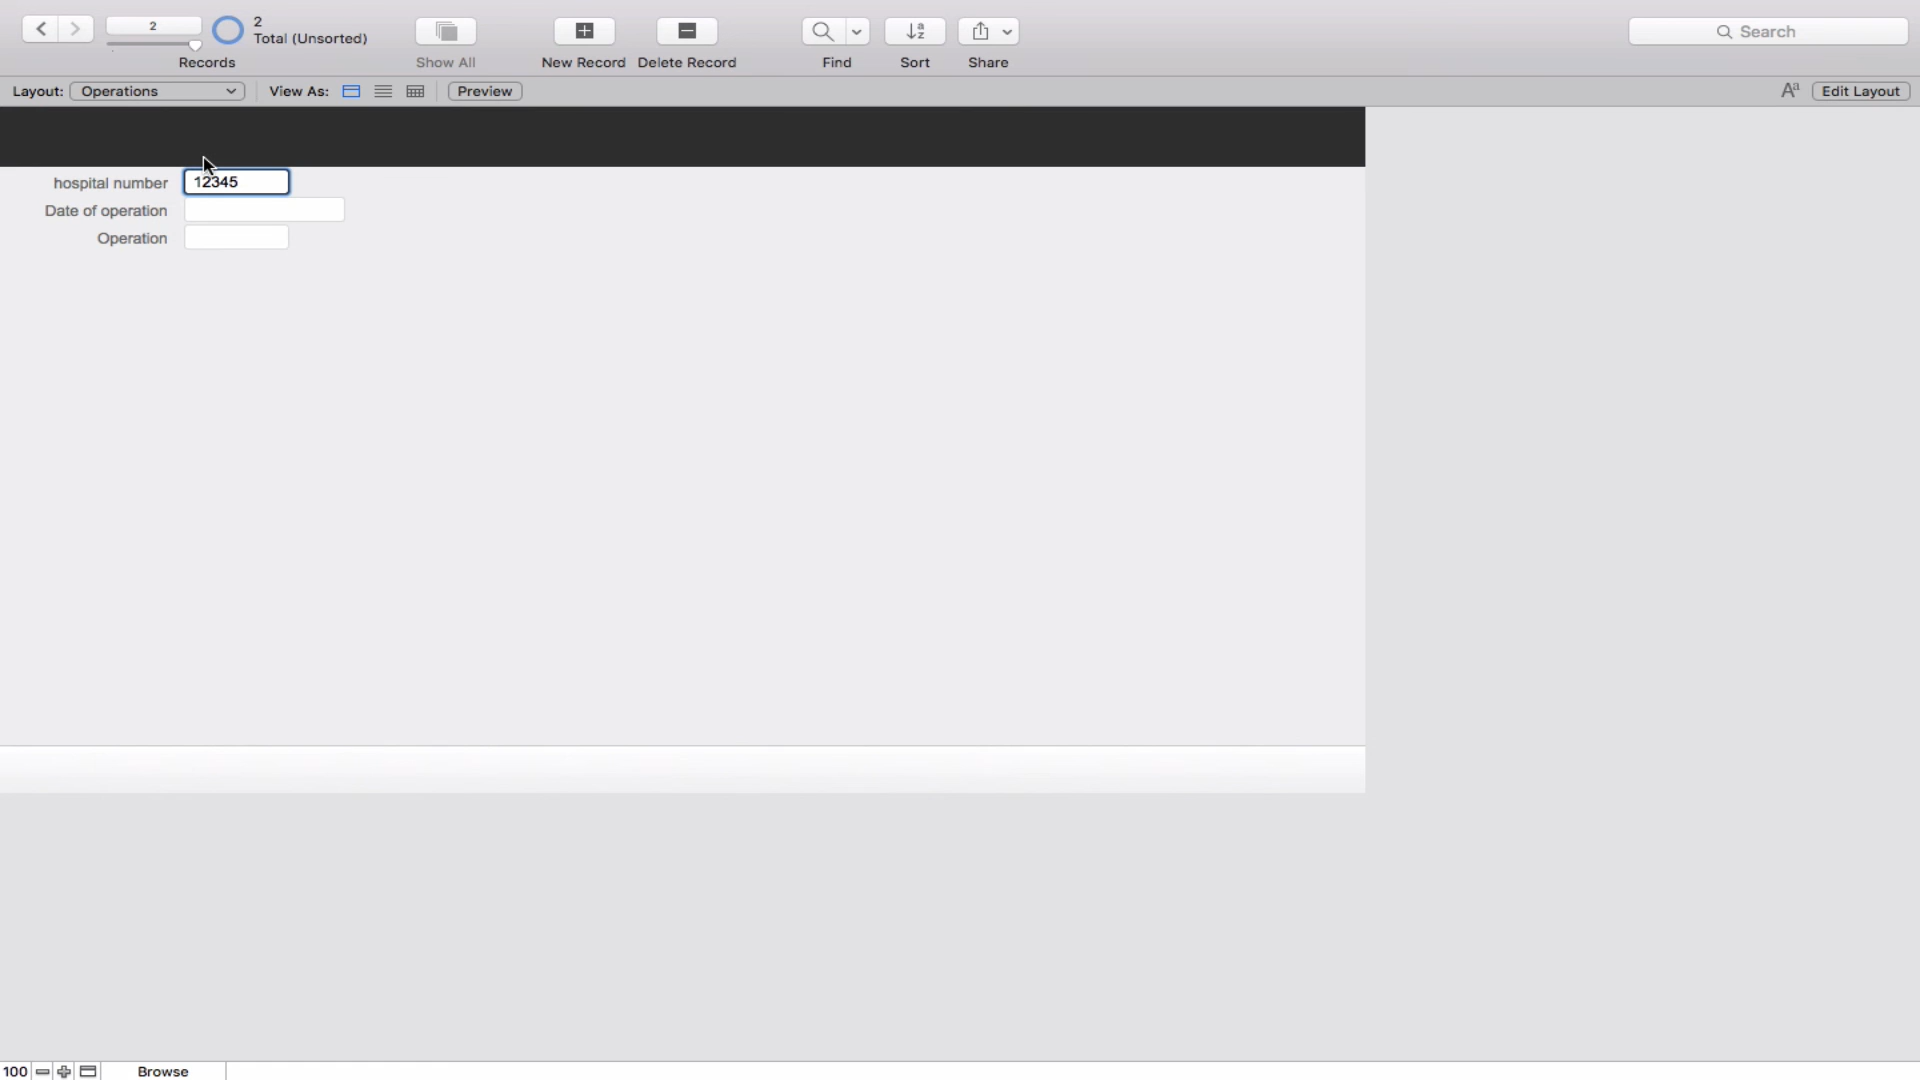 2
2
Total (Unsorted)
Records
Show All
New Record
Delete Record
Find
Sort
Share
Search
Layout: Operations
View As:
Preview
Aa
Edit Layout
hospital number 12345
Date of operation
Operation
100
Browse